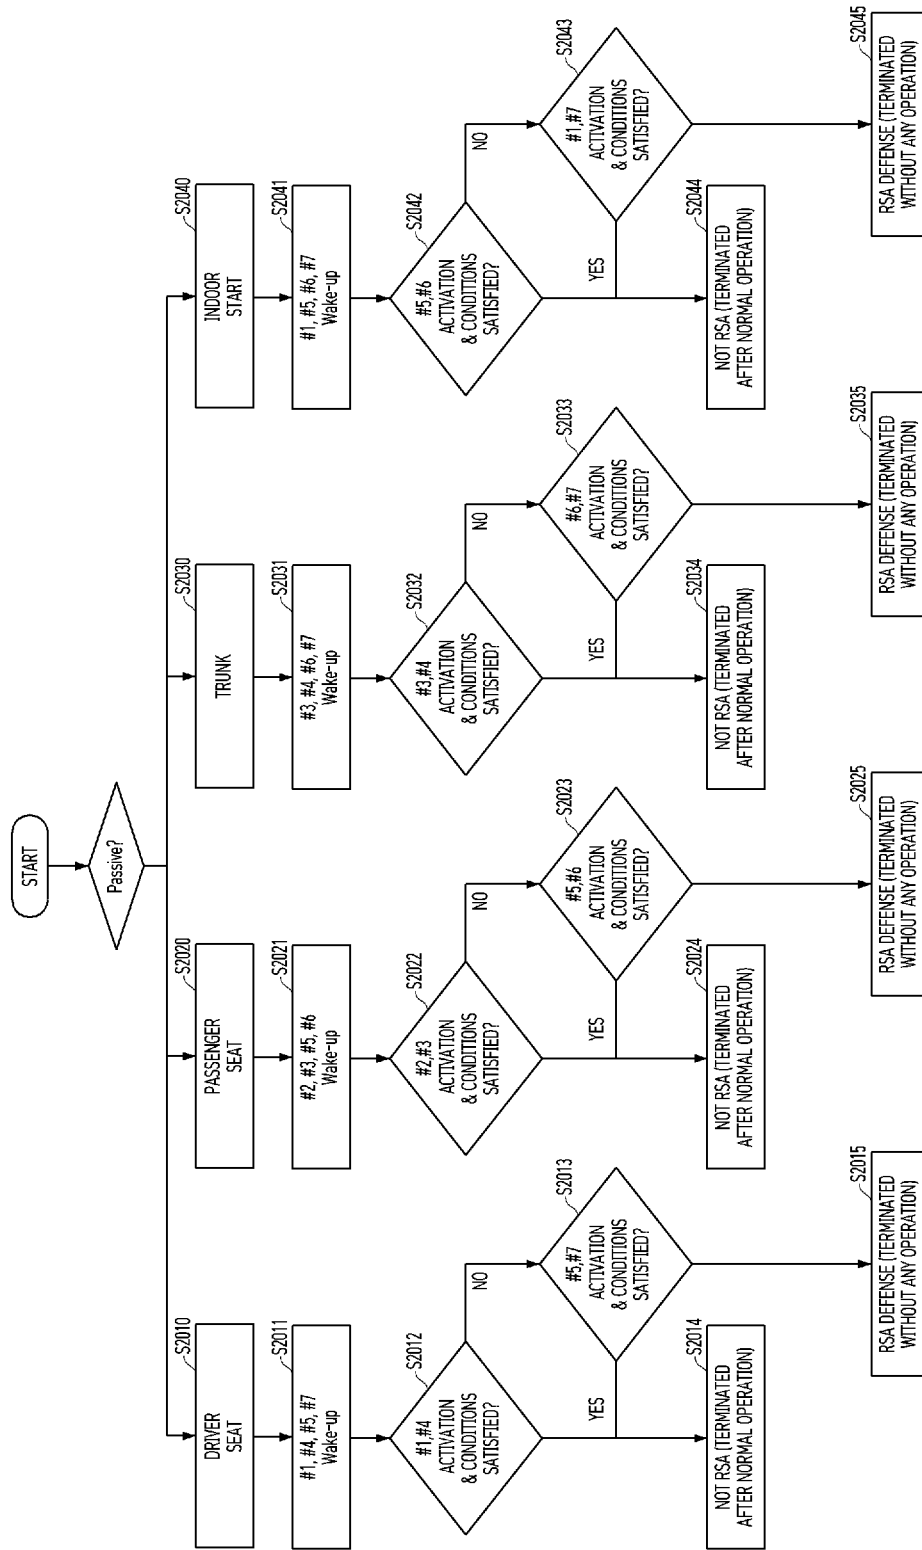 START
Passive?
DRIVER
SEAT
S2010
#1, #4, #5, #7
Wake-up
S2011
#1,#4
ACTIVATION
& CONDITIONS
SATISFIED?
S2012
NO
#5,#7
ACTIVATION
& CONDITIONS
SATISFIED?
S2013
YES
NOT RSA (TERMINATED
AFTER NORMAL OPERATION)
S2014
RSA DEFENSE (TERMINATED
WITHOUT ANY OPERATION)
S2015
PASSENGER
SEAT
S2020
#2, #3, #5, #6
Wake-up
S2021
#2,#3
ACTIVATION
& CONDITIONS
SATISFIED?
S2022
NO
#5,#6
ACTIVATION
& CONDITIONS
SATISFIED?
S2023
YES
NOT RSA (TERMINATED
AFTER NORMAL OPERATION)
S2024
RSA DEFENSE (TERMINATED
WITHOUT ANY OPERATION)
S2025
TRUNK
S2030
#3, #4, #6, #7
Wake-up
S2031
#3,#4
ACTIVATION
& CONDITIONS
SATISFIED?
S2032
NO
#6,#7
ACTIVATION
& CONDITIONS
SATISFIED?
S2033
YES
NOT RSA (TERMINATED
AFTER NORMAL OPERATION)
S2034
RSA DEFENSE (TERMINATED
WITHOUT ANY OPERATION)
S2035
INDOOR
START
S2040
#1, #5, #6, #7
Wake-up
S2041
#5,#6
ACTIVATION
& CONDITIONS
SATISFIED?
S2042
NO
#1,#7
ACTIVATION
& CONDITIONS
SATISFIED?
S2043
YES
NOT RSA (TERMINATED
AFTER NORMAL OPERATION)
S2044
RSA DEFENSE (TERMINATED
WITHOUT ANY OPERATION)
S2045